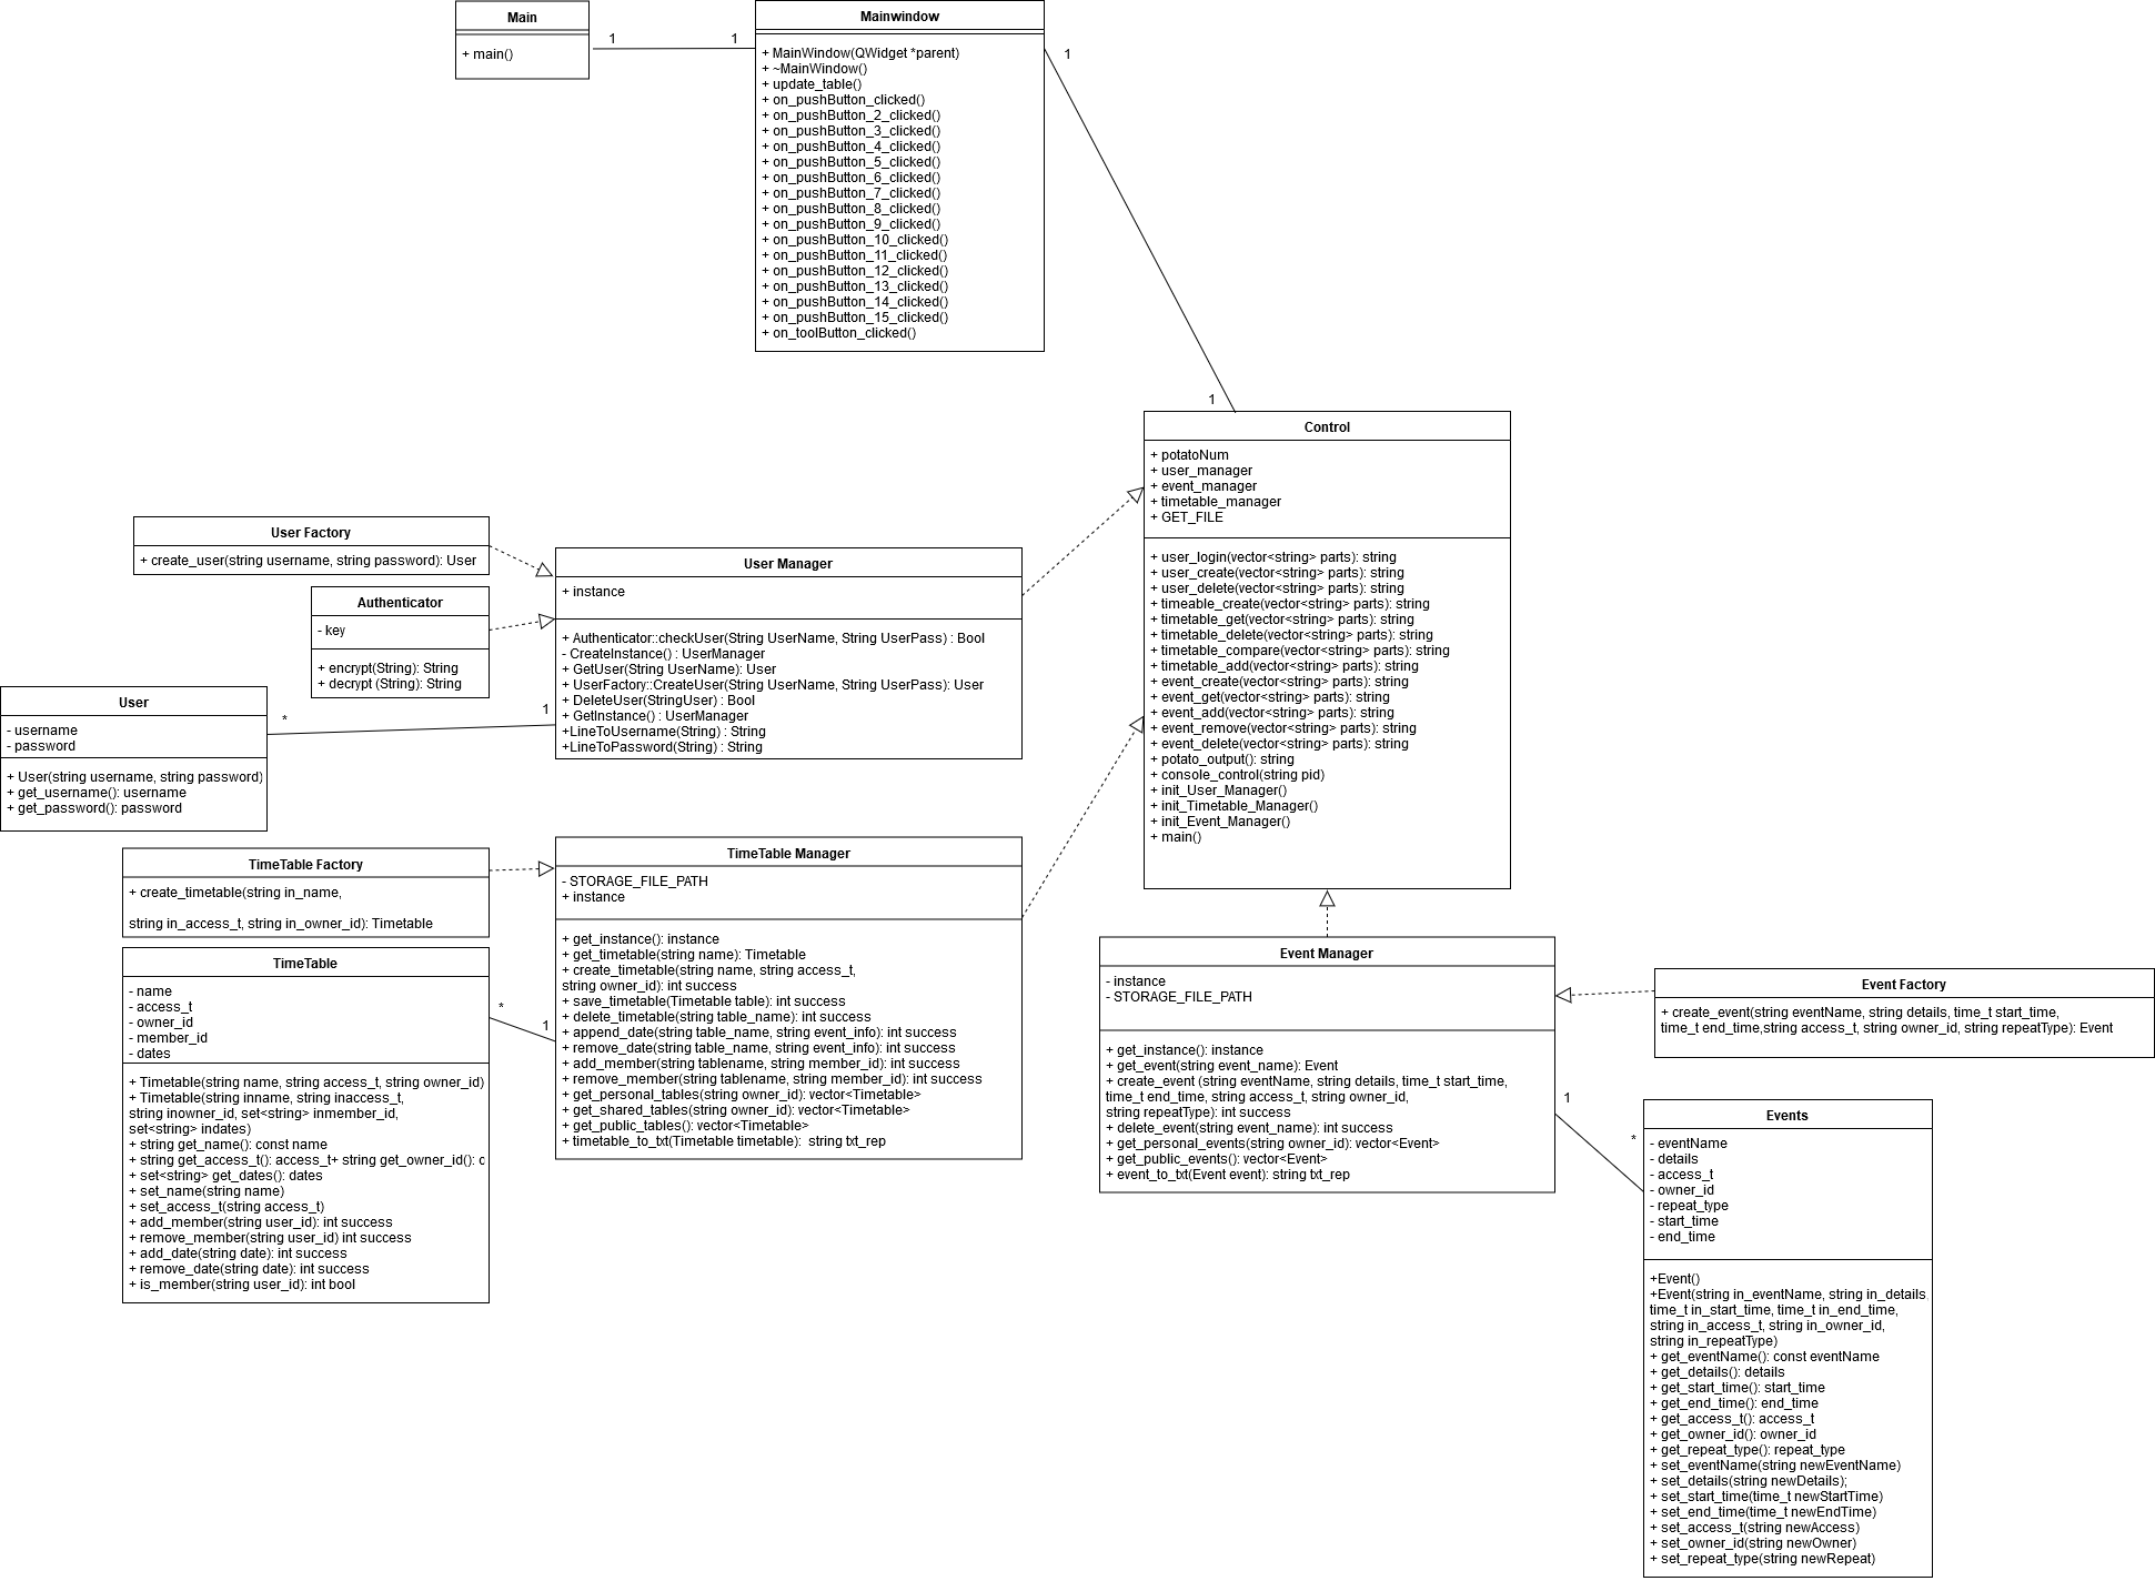 Main
+ main()
1
1
Mainwindow
+ MainWindow(QWidget *parent)
+ ~MainWindow()
+ update_table()
+ on_pushButton_clicked()
+ on_pushButton_2_clicked()
+ on_pushButton_3_clicked()
+ on_pushButton_4_clicked()
+ on_pushButton_5_clicked()
+ on_pushButton_6_clicked()
+ on_pushButton_7_clicked()
+ on_pushButton_8_clicked()
+ on_pushButton_9_clicked()
+ on_pushButton_10_clicked()
+ on_pushButton_11_clicked()
+ on_pushButton_12_clicked()
+ on_pushButton_13_clicked()
+ on_pushButton_14_clicked()
+ on_pushButton_15_clicked()
+ on_toolButton_clicked()
1
1
Control
+ potatoNum
+ user_manager
+ event_manager
+ timetable_manager
+ GET_FILE
+ user_login(vector<string> parts): string
+ user_create(vector<string> parts): string
+ user_delete(vector<string> parts): string
+ timeable_create(vector<string> parts): string
+ timetable_get(vector<string> parts): string
+ timetable_delete(vector<string> parts): string
+ timetable_compare(vector<string> parts): string
+ timetable_add(vector<string> parts): string
+ event_create(vector<string> parts): string
+ event_get(vector<string> parts): string
+ event_add(vector<string> parts): string
+ event_remove(vector<string> parts): string
+ event_delete(vector<string> parts): string
+ potato_output(): string
+ console_control(string pid)
+ init_User_Manager()
+ init_Timetable_Manager()
+ init_Event_Manager()
+ main()
User Factory
+ create_user(string username, string password): User
Authenticator
- key
+ encrypt(String): String
+ decrypt (String): String
User Manager
+ instance
+ Authenticator::checkUser(String UserName, String UserPass) : Bool
- CreateInstance() : UserManager
+ GetUser(String UserName): User
+ UserFactory::CreateUser(String UserName, String UserPass): User
+ DeleteUser(StringUser) : Bool
+ GetInstance() : UserManager
+LineToUsername(String) : String
+LineToPassword(String) : String
User
- username
- password
+ User(string username, string password)
+ get_username(): username
+ get_password(): password
*
1
TimeTable Factory
+ create_timetable(string in_name,
string in_access_t, string in_owner_id): Timetable
TimeTable
- name
- access_t
- owner_id
- member_id
- dates
+ Timetable(string name, string access_t, string owner_id)
+ Timetable(string inname, string inaccess_t,
string inowner_id, set<string> inmember_id,
set<string> indates)
+ string get_name(): const name
+ string get_access_t(): access_t+ string get_owner_id(): c
+ set<string> get_dates(): dates
+ set_name(string name)
+ set_access_t(string access_t)
+ add_member(string user_id): int success
+ remove_member(string user_id) int success
+ add_date(string date): int success
+ remove_date(string date): int success
+ is_member(string user_id): int bool
*
1
TimeTable Manager
- STORAGE_FILE_PATH
+ instance
+ get_instance(): instance
+ get_timetable(string name): Timetable
+ create_timetable(string name, string access_t,
string owner_id): int success
+ save_timetable(Timetable table): int success
+ delete_timetable(string table_name): int success
+ append_date(string table_name, string event_info): int success
+ remove_date(string table_name, string event_info): int success
+ add_member(string tablename, string member_id): int success
+ remove_member(string tablename, string member_id): int success
+ get_personal_tables(string owner_id): vector<Timetable>
+ get_shared_tables(string owner_id): vector<Timetable>
+ get_public_tables(): vector<Timetable>
+ timetable_to_txt(Timetable timetable):  string txt_rep
Event Manager
- instance
- STORAGE_FILE_PATH
+ get_instance(): instance
+ get_event(string event_name): Event
+ create_event (string eventName, string details, time_t start_time,
time_t end_time, string access_t, string owner_id,
string repeatType): int success
+ delete_event(string event_name): int success
+ get_personal_events(string owner_id): vector<Event>
+ get_public_events(): vector<Event>
+ event_to_txt(Event event): string txt_rep
Event Factory
+ create_event(string eventName, string details, time_t start_time,
time_t end_time,string access_t, string owner_id, string repeatType): Event
1
*
Events
- eventName
- details
- access_t
- owner_id
- repeat_type
- start_time
- end_time
+Event()
+Event(string in_eventName, string in_details
time_t in_start_time, time_t in_end_time,
string in_access_t, string in_owner_id,
string in_repeatType)
+ get_eventName(): const eventName
+ get_details(): details
+ get_start_time(): start_time
+ get_end_time(): end_time
+ get_access_t(): access_t
+ get_owner_id(): owner_id
+ get_repeat_type(): repeat_type
+ set_eventName(string newEventName)
+ set_details(string newDetails);
+ set_start_time(time_t newStartTime)
+ set_end_time(time_t newEndTime)
+ set_access_t(string newAccess)
+ set_owner_id(string newOwner)
+ set_repeat_type(string newRepeat)